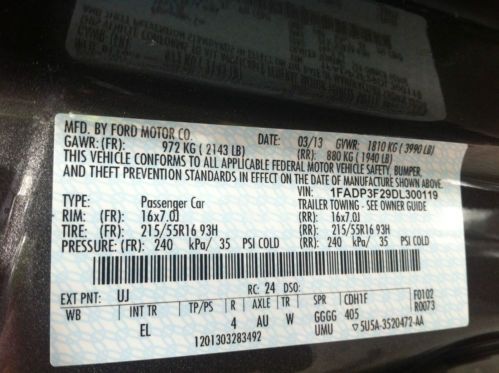 MFD. BY FORD MOTOR CO.
DATE: 03/13 GVWR: 1810 KG ( 3990 LB)
GAWR: (FR): 972 KG ( 2143 LB) (RR): 880 KG ( 1940 LB)
THIS VEHICLE CONFORMS TO ALL APPLICABLE FEDERAL MOTOR VEHICLE SAFETY, BUMPER,
AND THEFT PREVENTION STANDARDS IN EFFECT ON THE DATE OF MANUFACTURE SHOWN ABOVE.
VIN: 1FADP3F29DL300119
TYPE: Passenger Car TRAILER TOWING - SEE OWNER GUIDE
RIM: (FR): 16x7.0J (RR): 16x7.0J
TIRE: (FR): 215/55R16 93H (RR): 215/55R16 93H
PRESSURE: (FR): 240 kPa/ 35 PSI COLD (RR): 240 kPa/ 35 PSI COLD
EXT PNT: UJ RC: 24 DSO:
WB INT TR TP/PS R AXLE TR SPR CDH1F F0102
EL 4 AU W GGGG 405 R0073
UMU ▽5U5A-3520472-AA
1201303283492